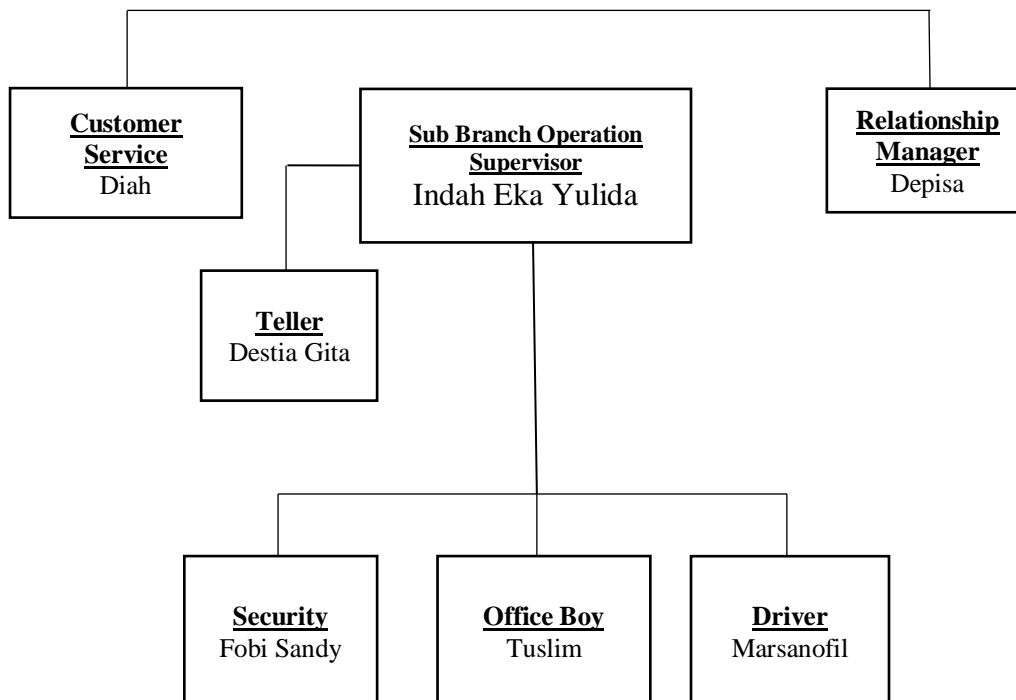 Customer
Service
Diah
Sub Branch Operation
Supervisor
Indah Eka Yulida
Relationship
Manager
Depisa
Teller
Destia Gita
Security
Fobi Sandy
Office Boy
Tuslim
Driver
Marsanofil